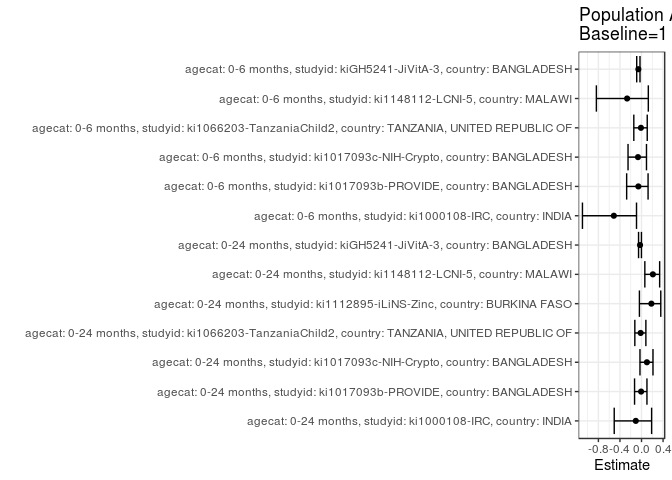 Population A
Baseline=1
agecat: 0-6 months, studyid: kiGH5241-JiVitA-3, country: BANGLADESH
agecat: 0-6 months, studyid: ki1148112-LCNI-5, country: MALAWI
agecat: 0-6 months, studyid: ki1066203-TanzaniaChild2, country: TANZANIA, UNITED REPUBLIC OF
agecat: 0-6 months, studyid: ki1017093c-NIH-Crypto, country: BANGLADESH
agecat: 0-6 months, studyid: ki1017093b-PROVIDE, country: BANGLADESH
agecat: 0-6 months, studyid: ki1000108-IRC, country: INDIA
agecat: 0-24 months, studyid: kiGH5241-JiVitA-3, country: BANGLADESH
agecat: 0-24 months, studyid: ki1148112-LCNI-5, country: MALAWI
agecat: 0-24 months, studyid: ki1112895-iLiNS-Zinc, country: BURKINA FASO
agecat: 0-24 months, studyid: ki1066203-TanzaniaChild2, country: TANZANIA, UNITED REPUBLIC OF
agecat: 0-24 months, studyid: ki1017093c-NIH-Crypto, country: BANGLADESH
agecat: 0-24 months, studyid: ki1017093b-PROVIDE, country: BANGLADESH
agecat: 0-24 months, studyid: ki1000108-IRC, country: INDIA
-0.8 -0.4 0.0 0.4
Estimate